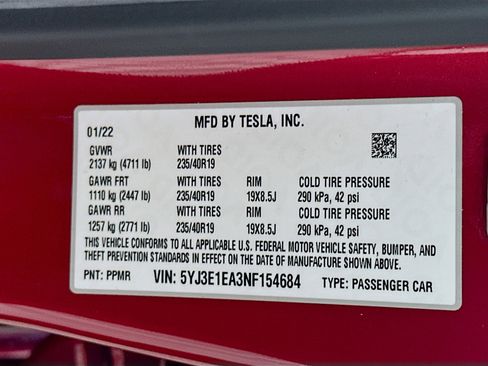 MFD BY TESLA, INC.
01/22
GVWR WITH TIRES
2137 kg (4711 lb) 235/40R19
GAWR FRT WITH TIRES RIM COLD TIRE PRESSURE
1110 kg (2447 lb) 235/40R19 19X8.5J 290 kPa, 42 psi
GAWR RR WITH TIRES RIM COLD TIRE PRESSURE
1257 kg (2771 lb) 235/40R19 19X8.5J 290 kPa, 42 psi
THIS VEHICLE CONFORMS TO ALL APPLICABLE U.S. FEDERAL MOTOR VEHICLE SAFETY, BUMPER, AND
THEFT PREVENTION STANDARDS IN EFFECT ON THE DATE OF MANUFACTURE SHOWN ABOVE.
PNT: PPMR VIN: 5YJ3E1EA3NF154684 TYPE: PASSENGER CAR